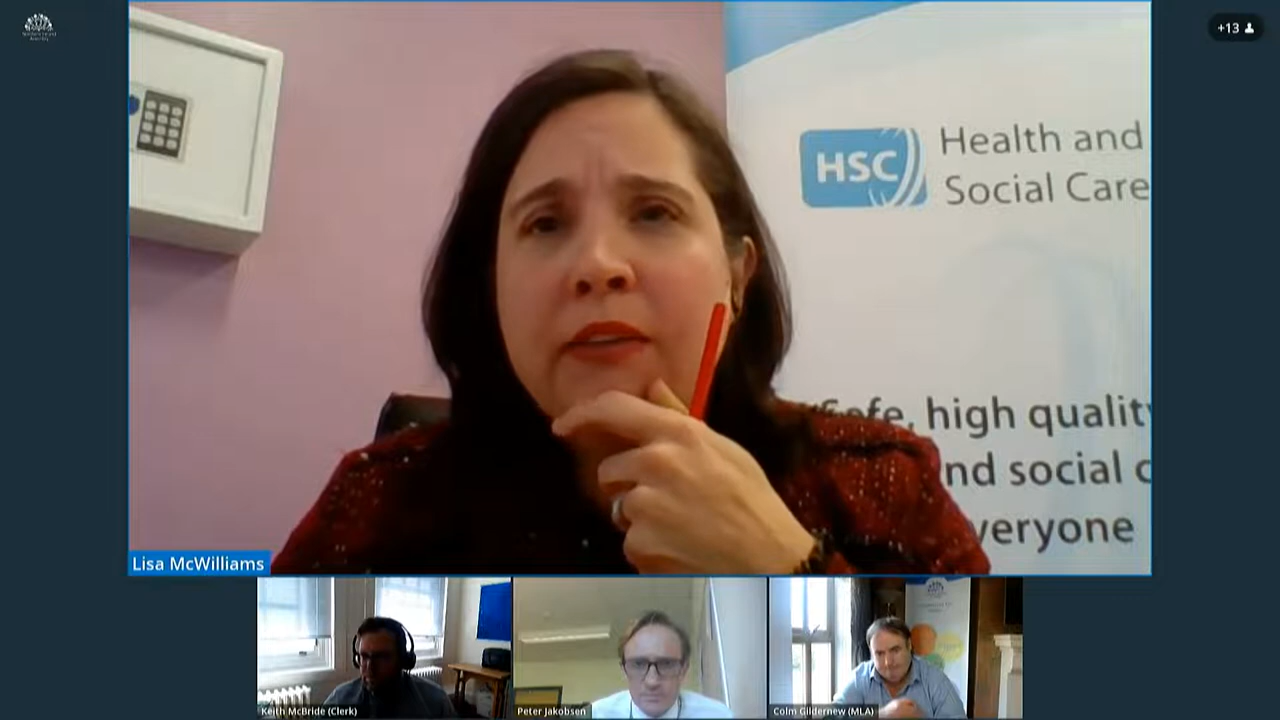 +13
HSC
Health and
Social Care
Safe, high quality
nd social c
veryone
Lisa McWilliams
Keith McBride (Clerk)
Peter Jakobsen
Colm Gildernew (MLA)